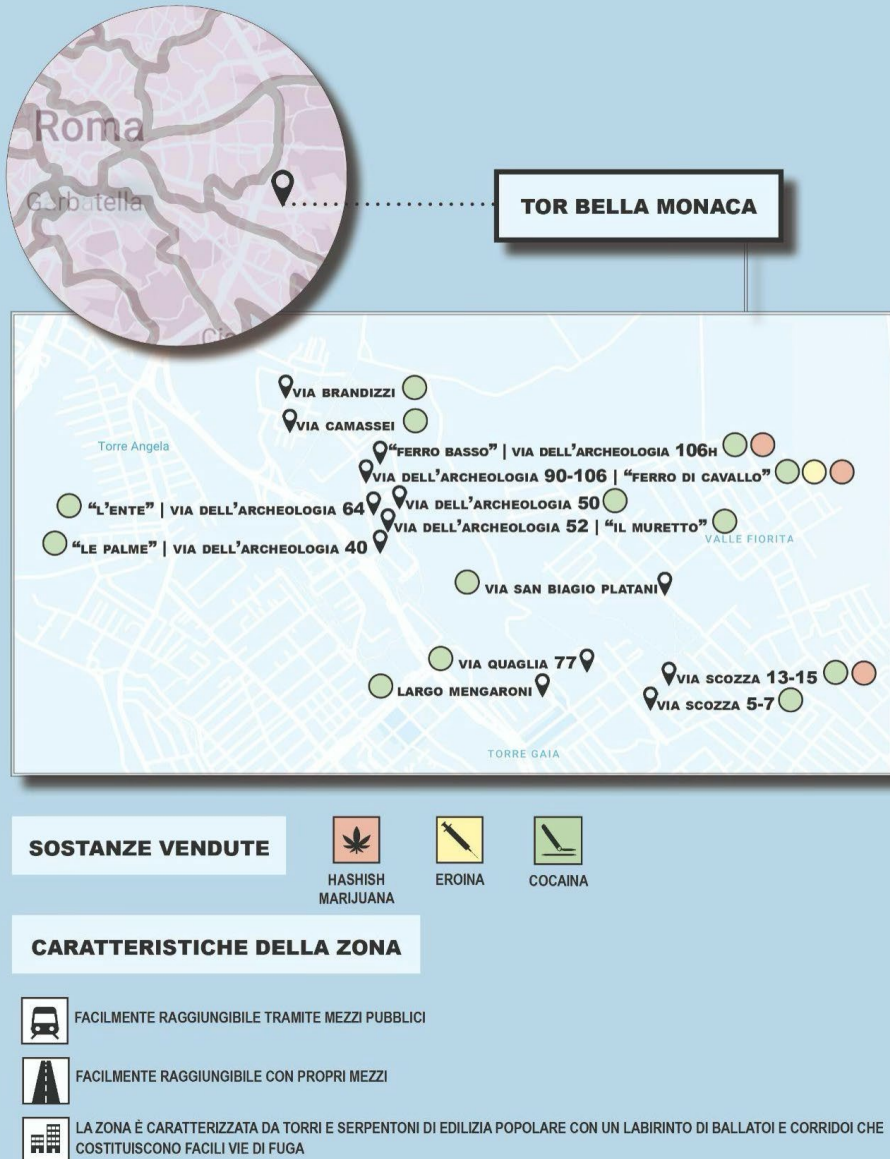 Roma
Garbatella
TOR BELLA MONACA
Torre Angela
VIA BRANDIZZI
VIA CAMASSEI
"FERRO BASSO" | VIA DELL'ARCHEOLOGIA 106H
VIA DELL'ARCHEOLOGIA 90-106 | "FERRO DI CAVALLO"
"L'ENTE" | VIA DELL'ARCHEOLOGIA 64
VIA DELL'ARCHEOLOGIA 50
VIA DELL'ARCHEOLOGIA 52 | "IL MURETTO"
VALLE FIORITA
"LE PALME" | VIA DELL'ARCHEOLOGIA 40
VIA SAN BIAGIO PLATANI
VIA QUAGLIA 77
LARGO MENGARONI
VIA SCOZZA 13-15
VIA SCOZZA 5-7
TORRE GAIA
SOSTANZE VENDUTE
HASHISH
MARIJUANA
EROINA
COCAINA
CARATTERISTICHE DELLA ZONA
FACILMENTE RAGGIUNGIBILE TRAMITE MEZZI PUBBLICI
FACILMENTE RAGGIUNGIBILE CON PROPRI MEZZI
LA ZONA È CARATTERIZZATA DA TORRI E SERPENTONI DI EDILIZIA POPOLARE CON UN LABIRINTO DI BALLATOI E CORRIDOI CHE
COSTITUISCONO FACILI VIE DI FUGA